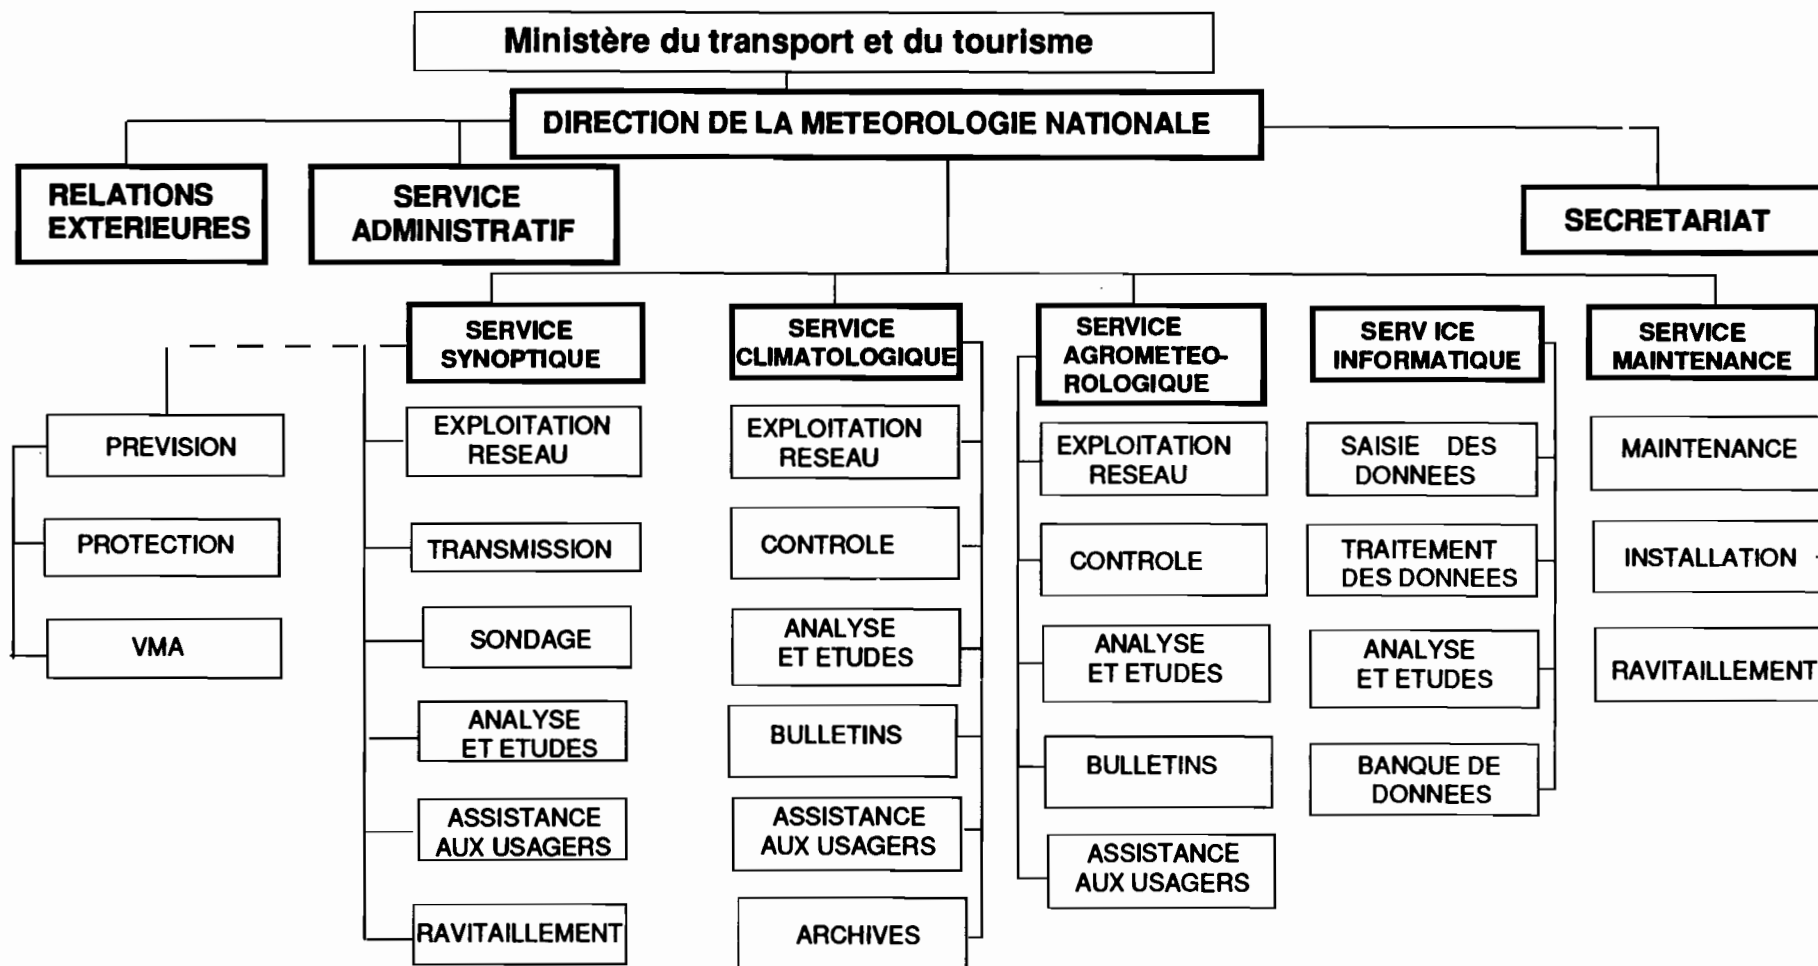 Ministère du transport et du tourisme
DIRECTION DE LA METEOROLOGIE NATIONALE
RELATIONS
EXTERIEURES
SERVICE
ADMINISTRATIF
SECRETARIAT
SERVICE
SYNOPTIQUE
SERVICE
CLIMATOLOGIQUE
SERVICE
AGROMETEO-
ROLOGIQUE
SERV ICE
INFORMATIQUE
SERVICE
MAINTENANCE
PREVISION
PROTECTION
VMA
EXPLOITATION
RESEAU
TRANSMISSION
SONDAGE
ANALYSE
ET ETUDES
ASSISTANCE
AUX USAGERS
RAVITAILLEMENT
EXPLOITATION
RESEAU
CONTROLE
ANALYSE
ET ETUDES
BULLETINS
ASSISTANCE
AUX USAGERS
ARCHIVES
EXPLOITATION
RESEAU
CONTROLE
ANALYSE
ET ETUDES
BULLETINS
ASSISTANCE
AUX USAGERS
SAISIE DES
DONNEES
TRAITEMENT
DES DONNEES
ANALYSE
ET ETUDES
BANQUE DE
DONNEES
MAINTENANCE
INSTALLATION
RAVITAILLEMENT